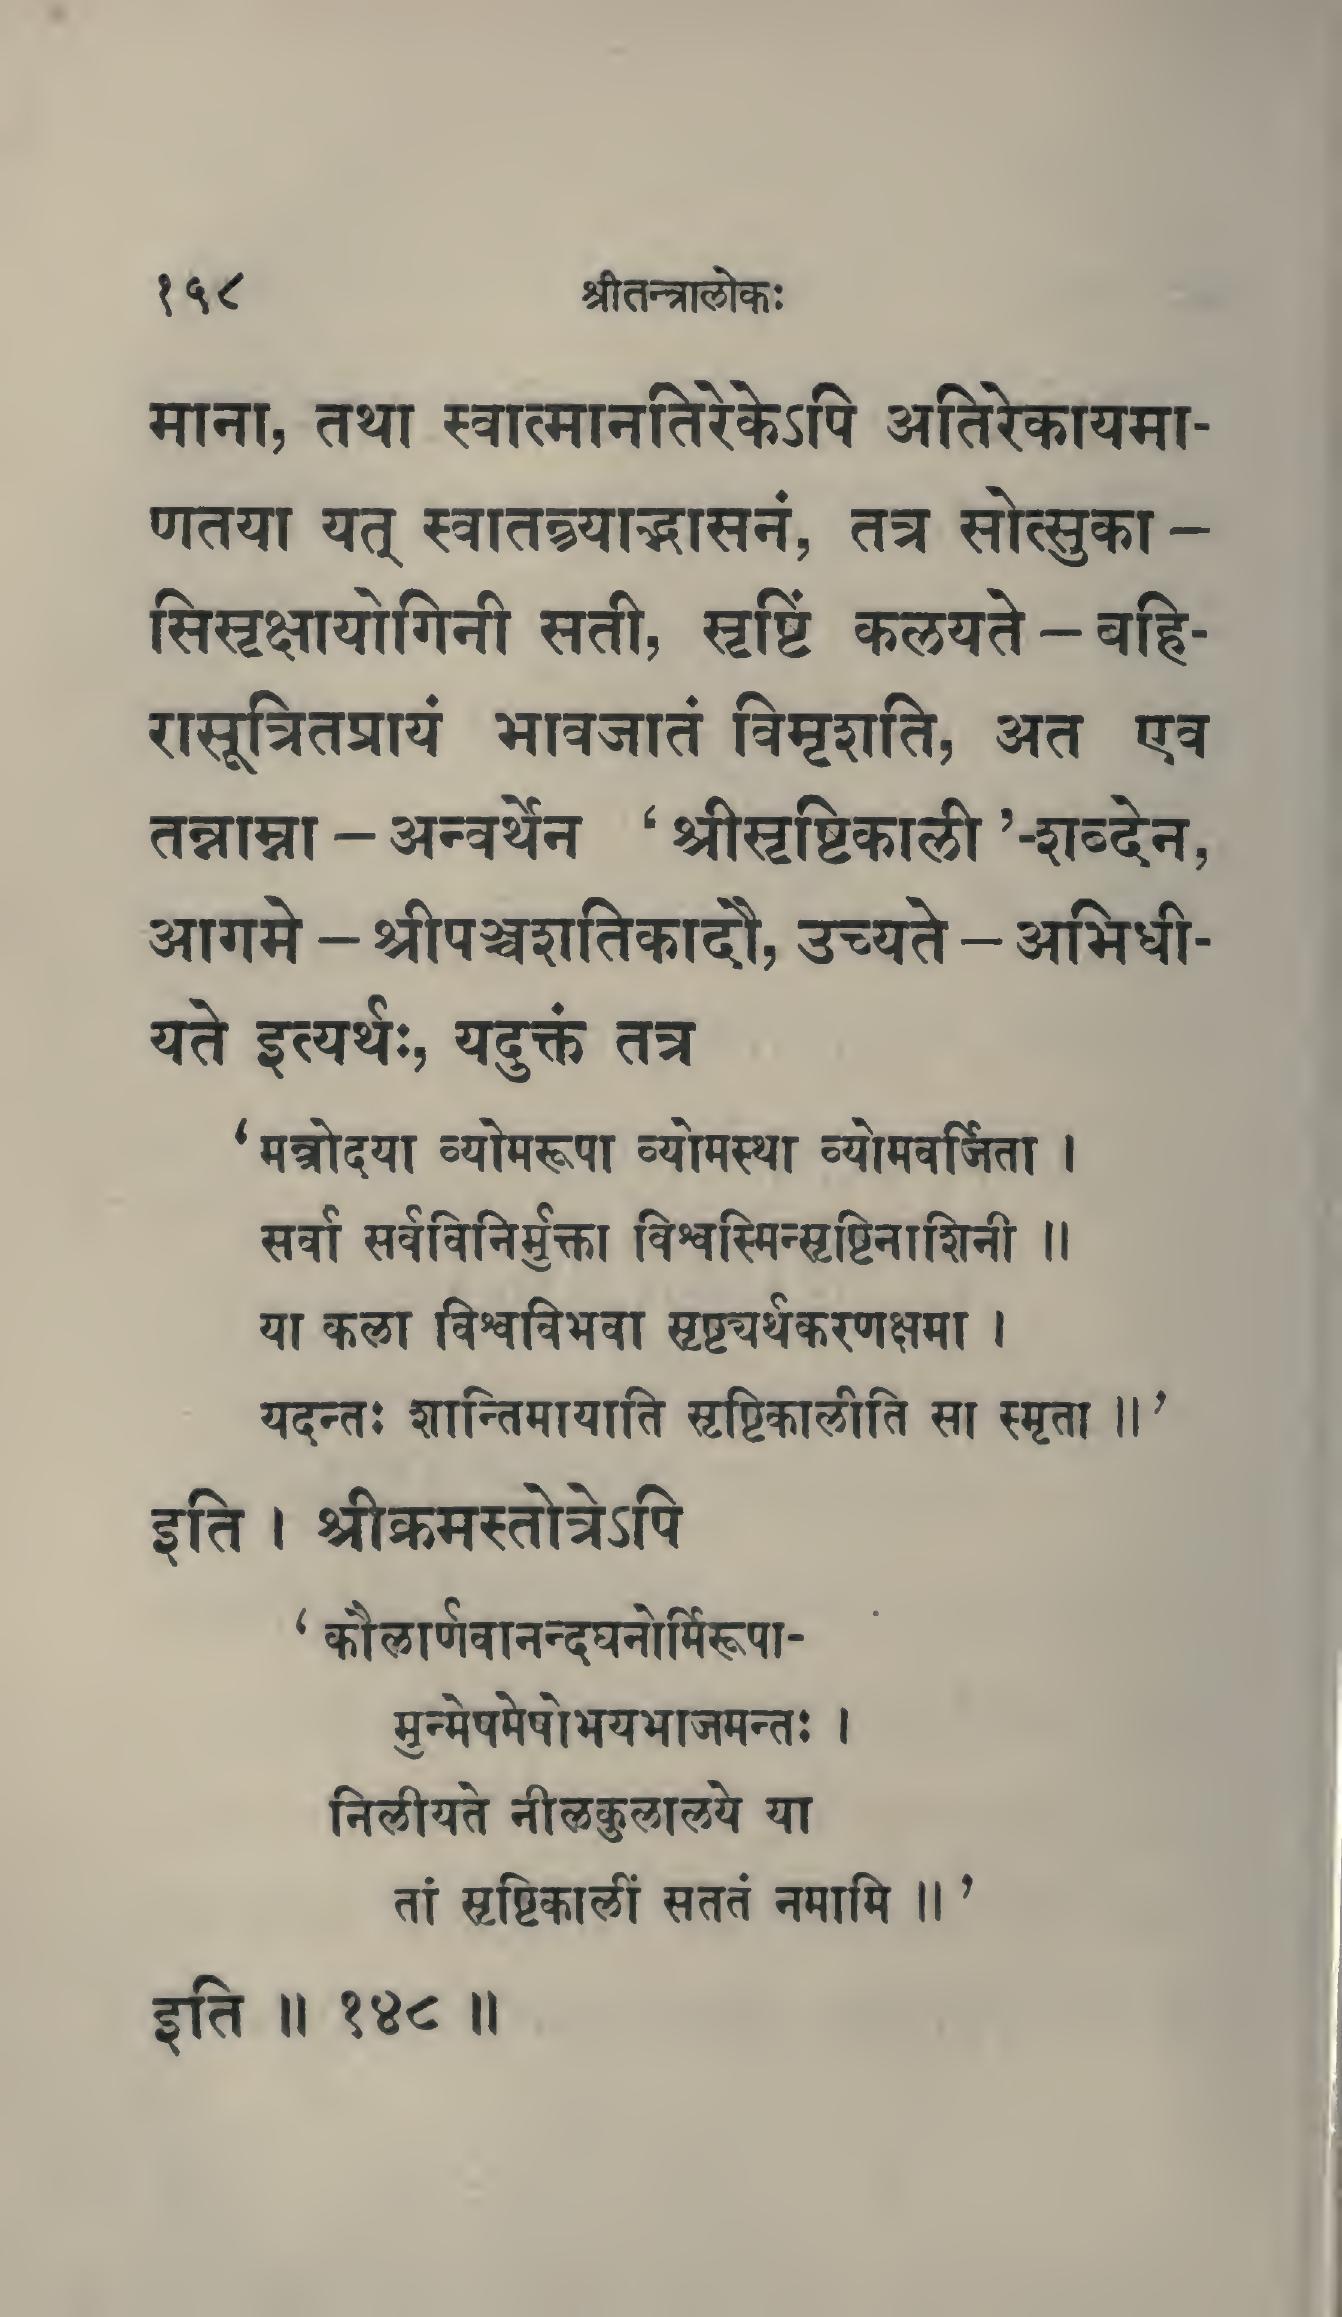 १५८ श्रीतन्त्रालोकः
माना, तथा स्वात्मानतिरेकेऽपि अतिरेकायमा-
णतया यत् स्वातन्त्र्याद्भासनं, तत्र सोत्सुका –
सिसृक्षायोगिनी सती, सृष्टिं कलयते – बहि-
रासूत्रितप्रायं भावजातं विमृशति, अत एव
तन्नाम्ना – अन्वर्थेन ‘श्रीसृष्टिकाली’-शब्देन,
आगमे – श्रीपञ्चशतिकादौ, उच्यते – अभिधी-
यते इत्यर्थः, यदुक्तं तत्र
‘मन्त्रोदया व्योमरूपा व्योमस्था व्योमवर्जिता ।
सर्वा सर्वविनिर्मुक्ता विश्वस्मिन्सृष्टिनाशिनी ॥
या कला विश्वविभवा सृष्ट्यर्थकरणक्षमा ।
यदन्तः शान्तिमायाति सृष्टिकालीति सा स्मृता ॥’
इति । श्रीक्रमस्तोत्रेऽपि
‘कौलार्णवानन्दघनोर्मिरूपा-
मुन्मेषमेषोभयभाजमन्तः ।
निलीयते नीलकुलालये या
तां सृष्टिकालीं सततं नमामि ॥’
इति ॥ १४८ ॥